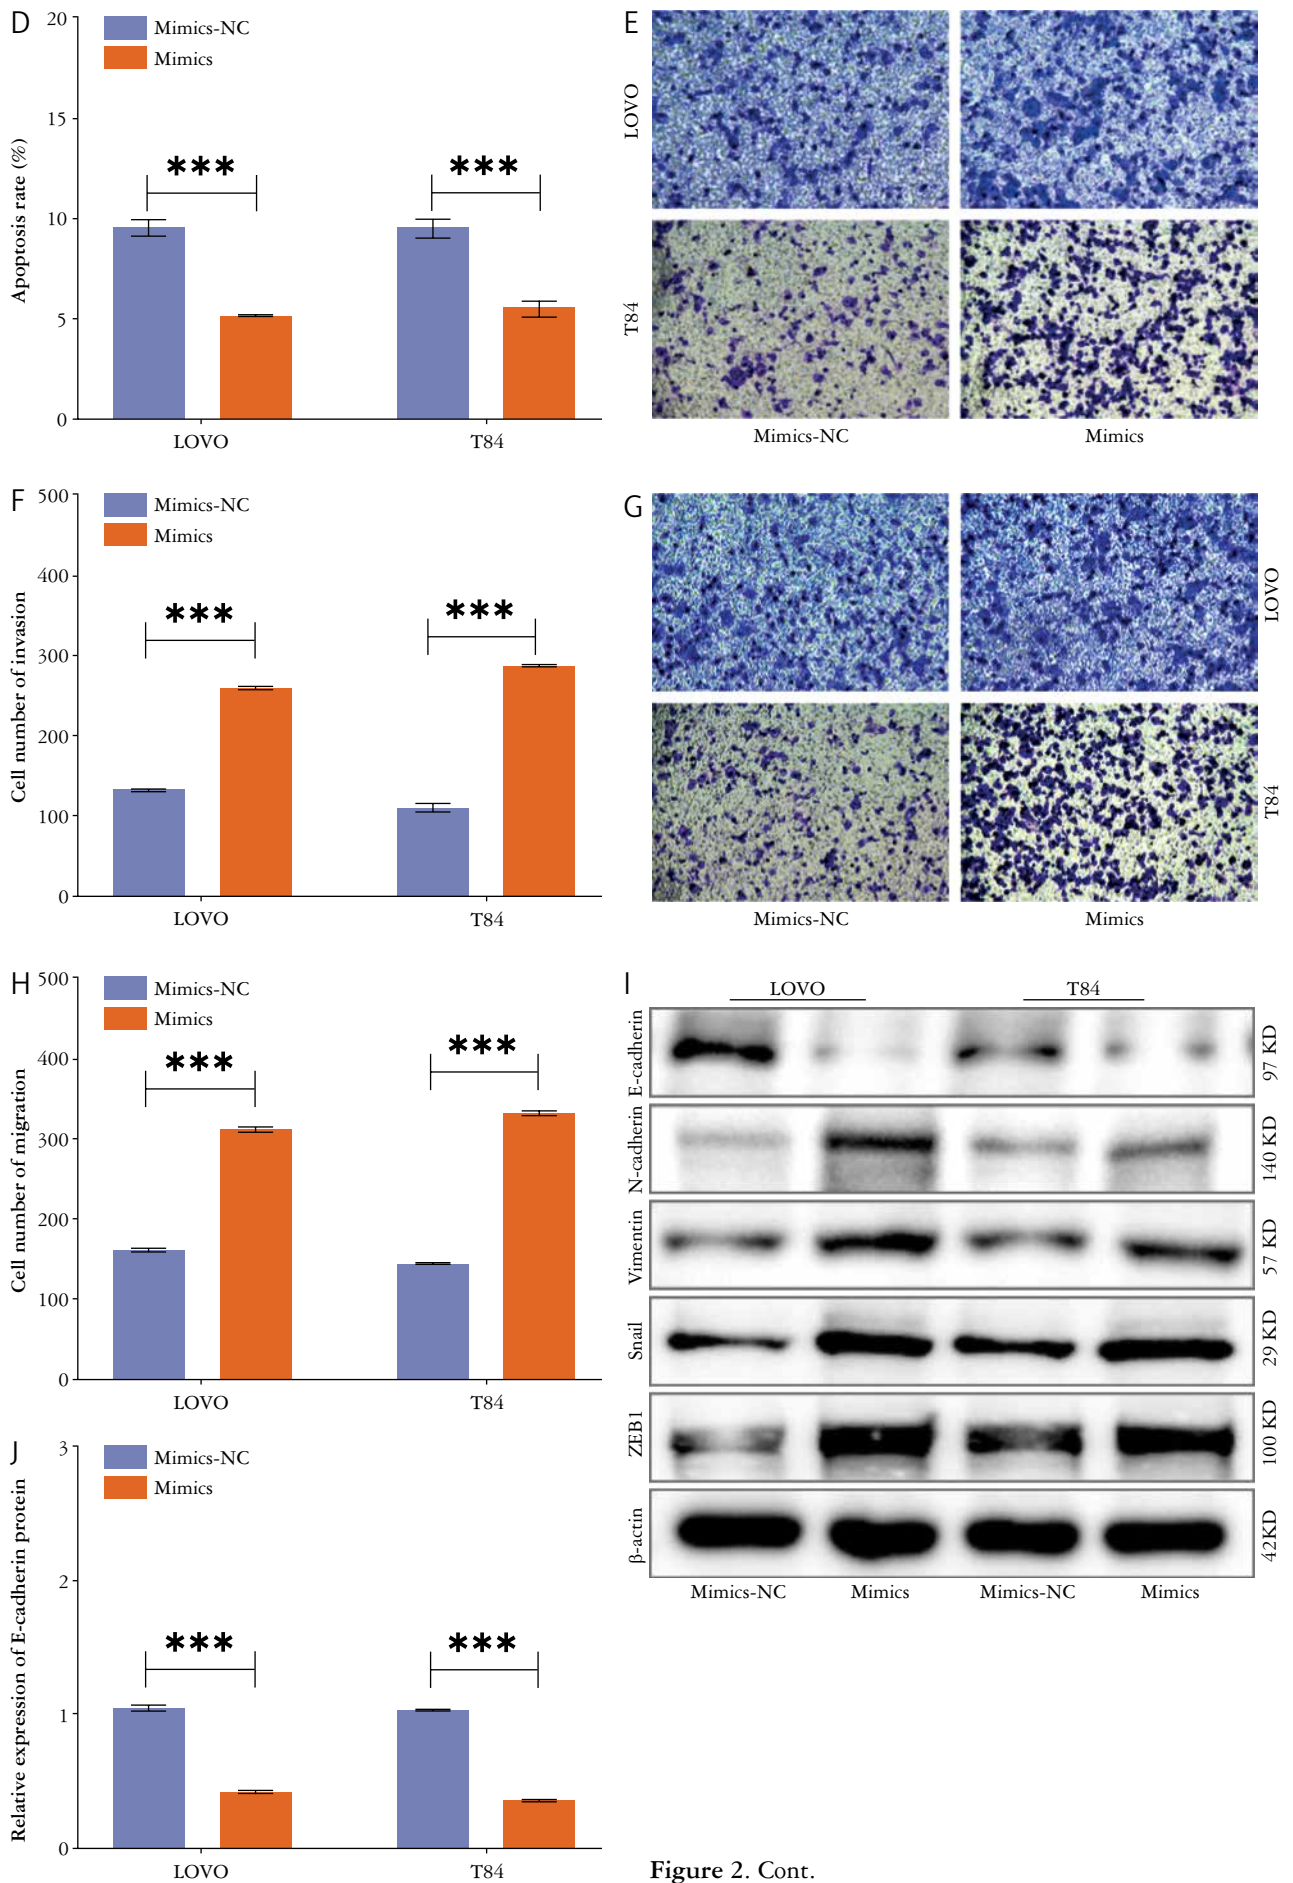 D
Mimics-NC
Mimics
Apoptosis rate (%)
20
15
10
5
0
***
***
LOVO
T84
E
LOVO
T84
Mimics-NC
Mimics
F
Mimics-NC
Mimics
Cell number of invasion
500
400
300
200
100
0
***
***
LOVO
T84
G
LOVO
T84
Mimics-NC
Mimics
H
Mimics-NC
Mimics
Cell number of migration
500
400
300
200
100
0
***
***
LOVO
T84
I
LOVO
T84
E-cadherin
97 KD
N-cadherin
140 KD
Vimentin
57 KD
Snail
29 KD
ZEB1
100 KD
β-actin
42KD
Mimics-NC
Mimics
Mimics-NC
Mimics
J
Mimics-NC
Mimics
Relative expression of E-cadherin protein
3
2
1
0
***
***
LOVO
T84
Figure 2. Cont.